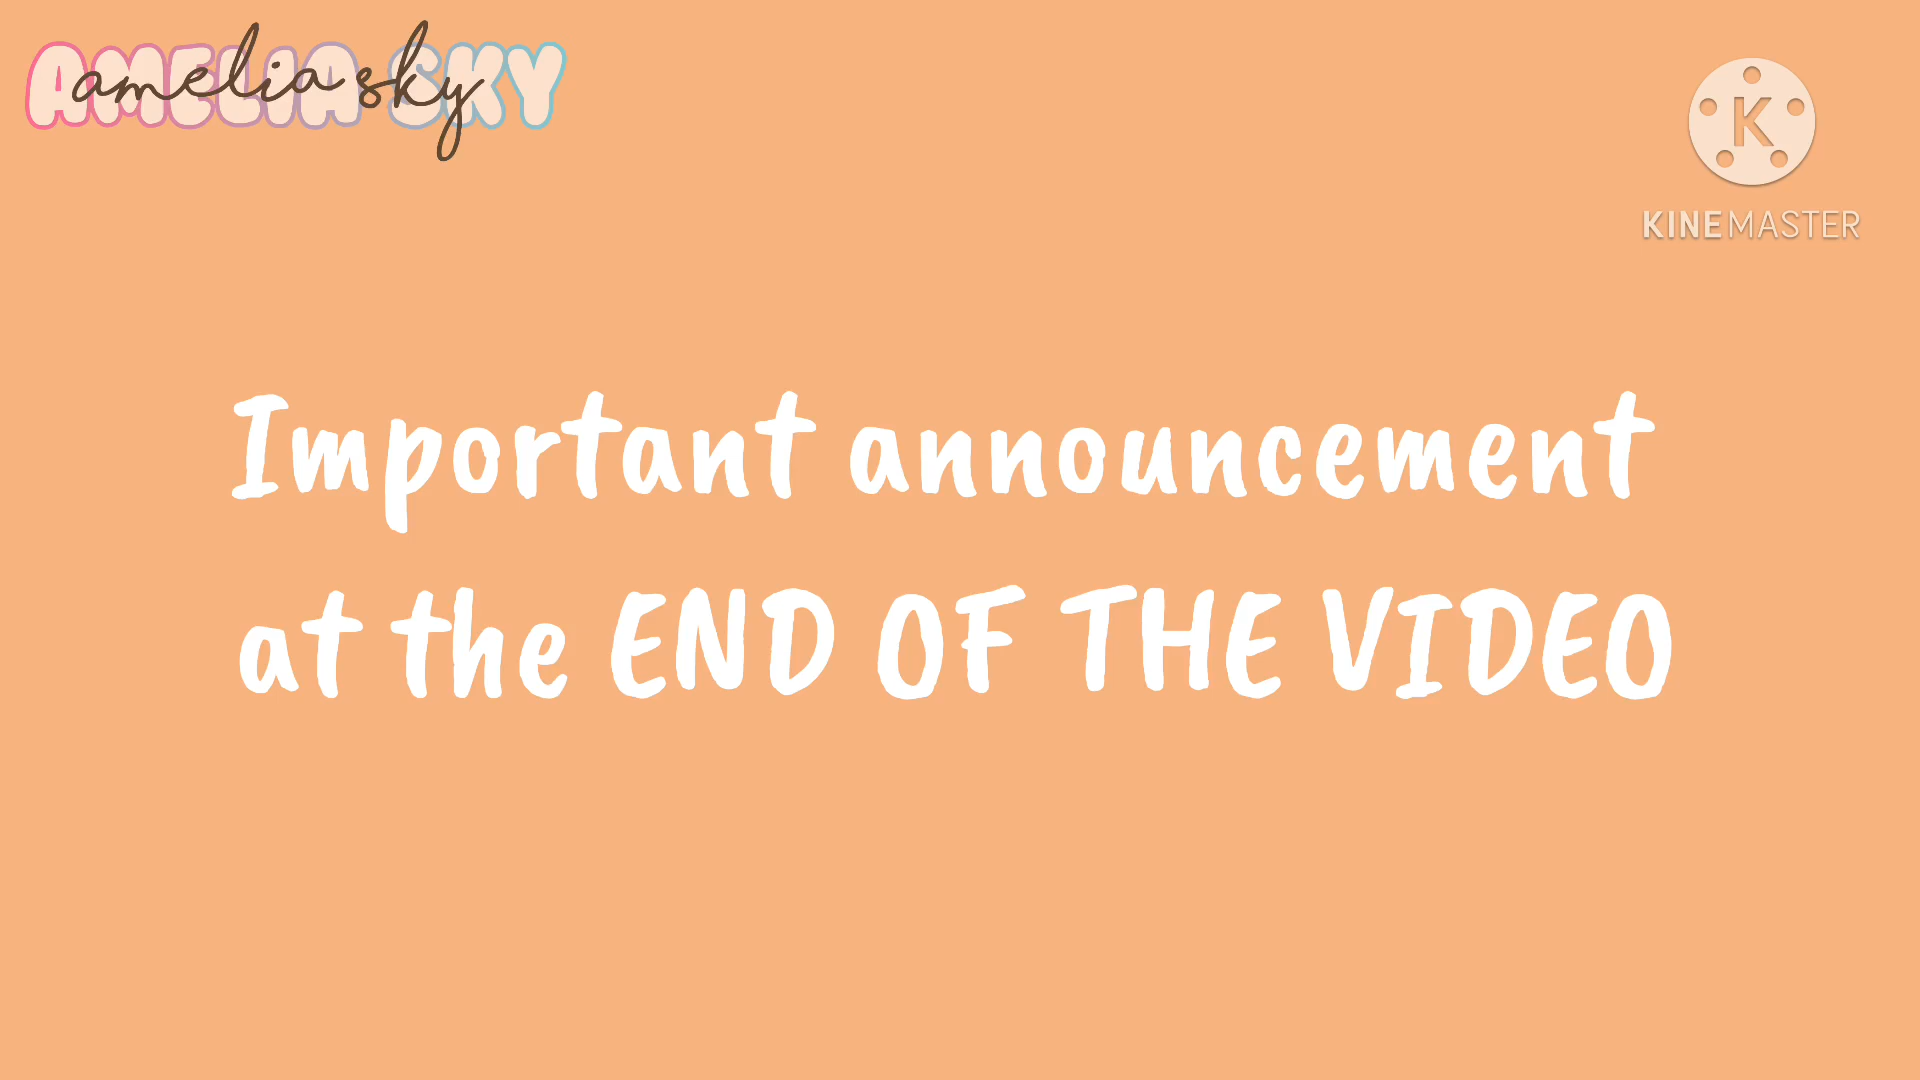 AMELIA SKY
amelia sky
K
KINEMASTER
Important announcement
at the END OF THE VIDEO